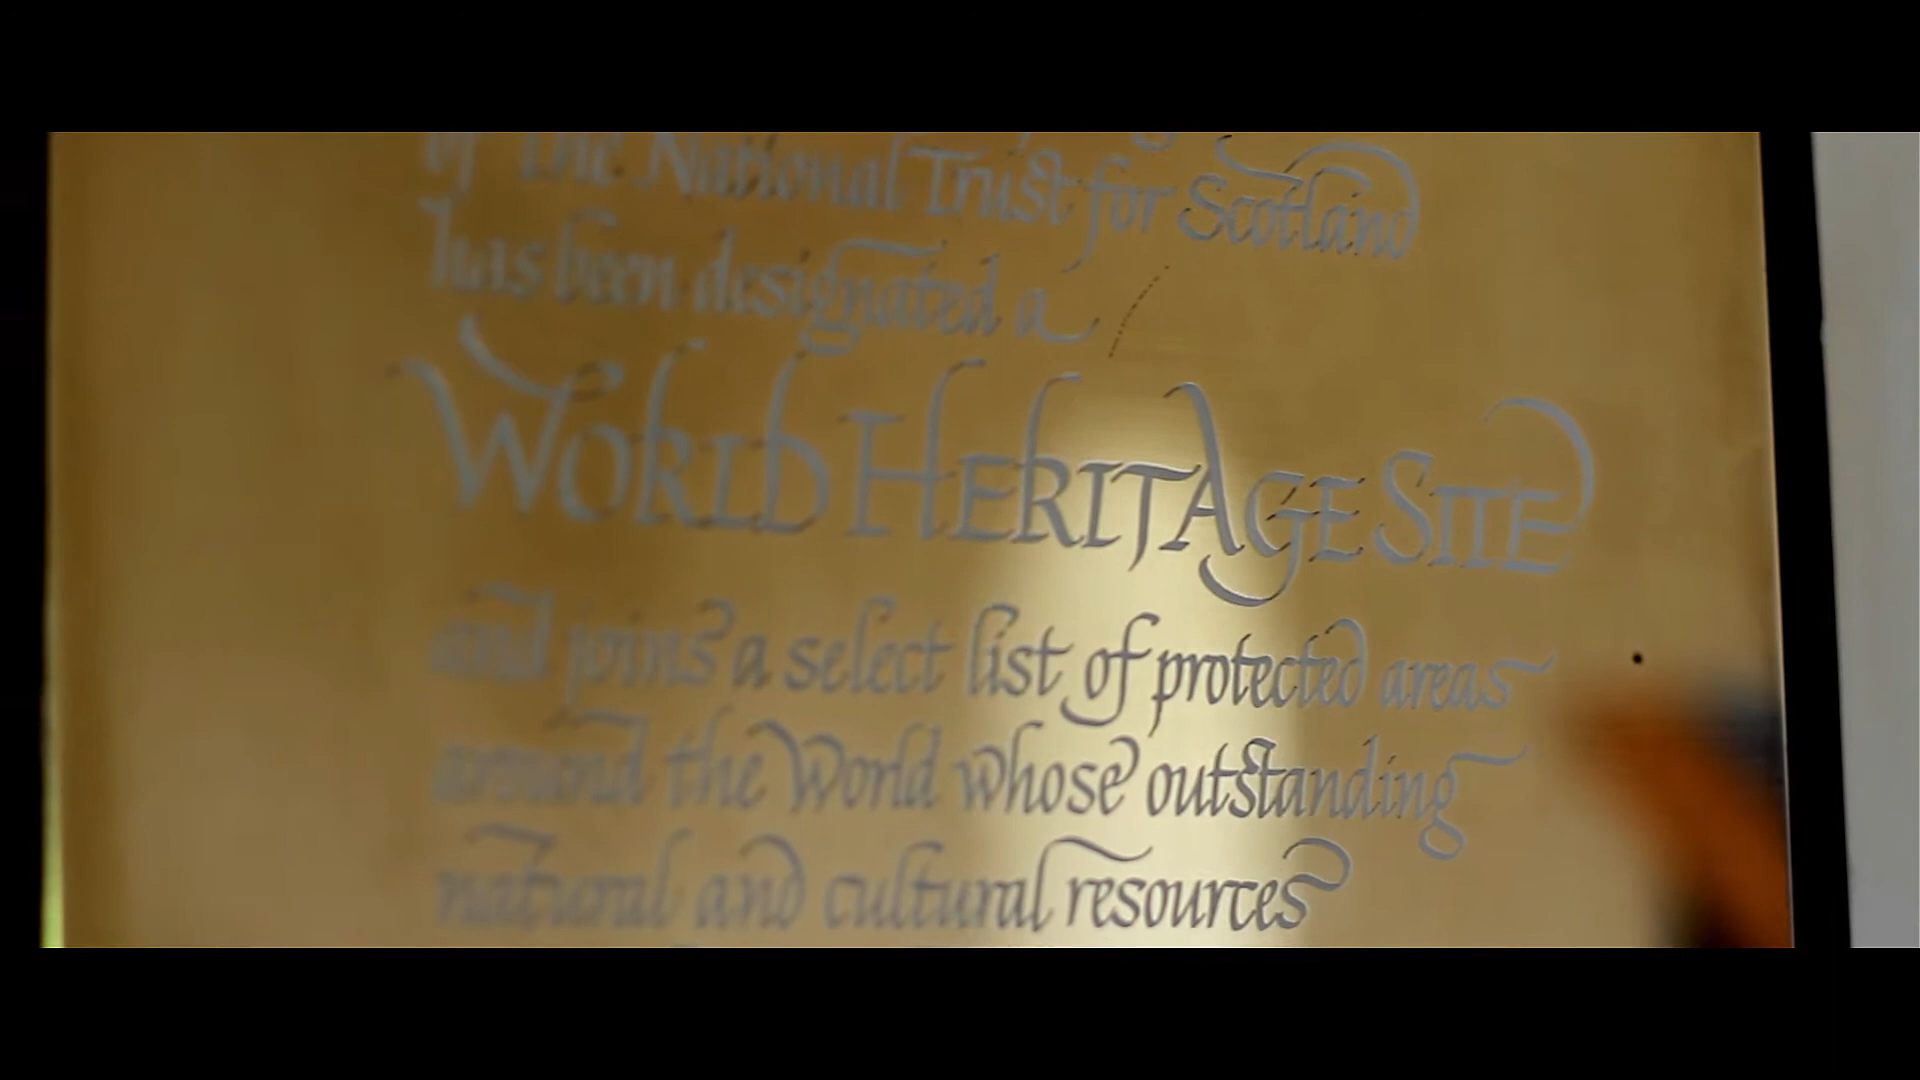 of the National Trust for Scotland
has been designated a
WORLD HERITAGE SITE
and joins a select list of protected areas
around the World whose outstanding
natural and cultural resources